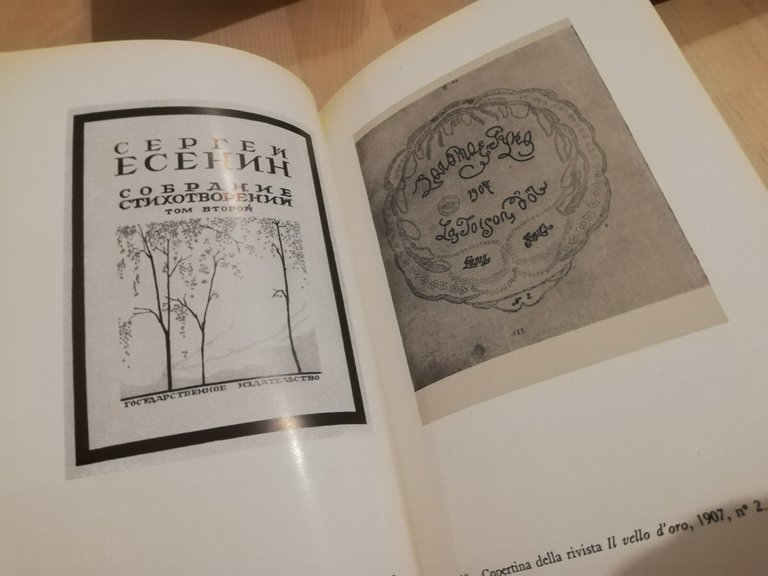 СЕРГЕЙ
ЕСЕНИН
СОБРАНИЕ
СТИХОТВОРЕНИЙ
ТОМ ВТОРОЙ
ГОСУДАРСТВЕННОЕ ИЗДАТЕЛЬСТВО
Золотое Руно
1907
La Toison d'or
N. 2
Copertina della rivista Il vello d'oro, 1907, n° 2.